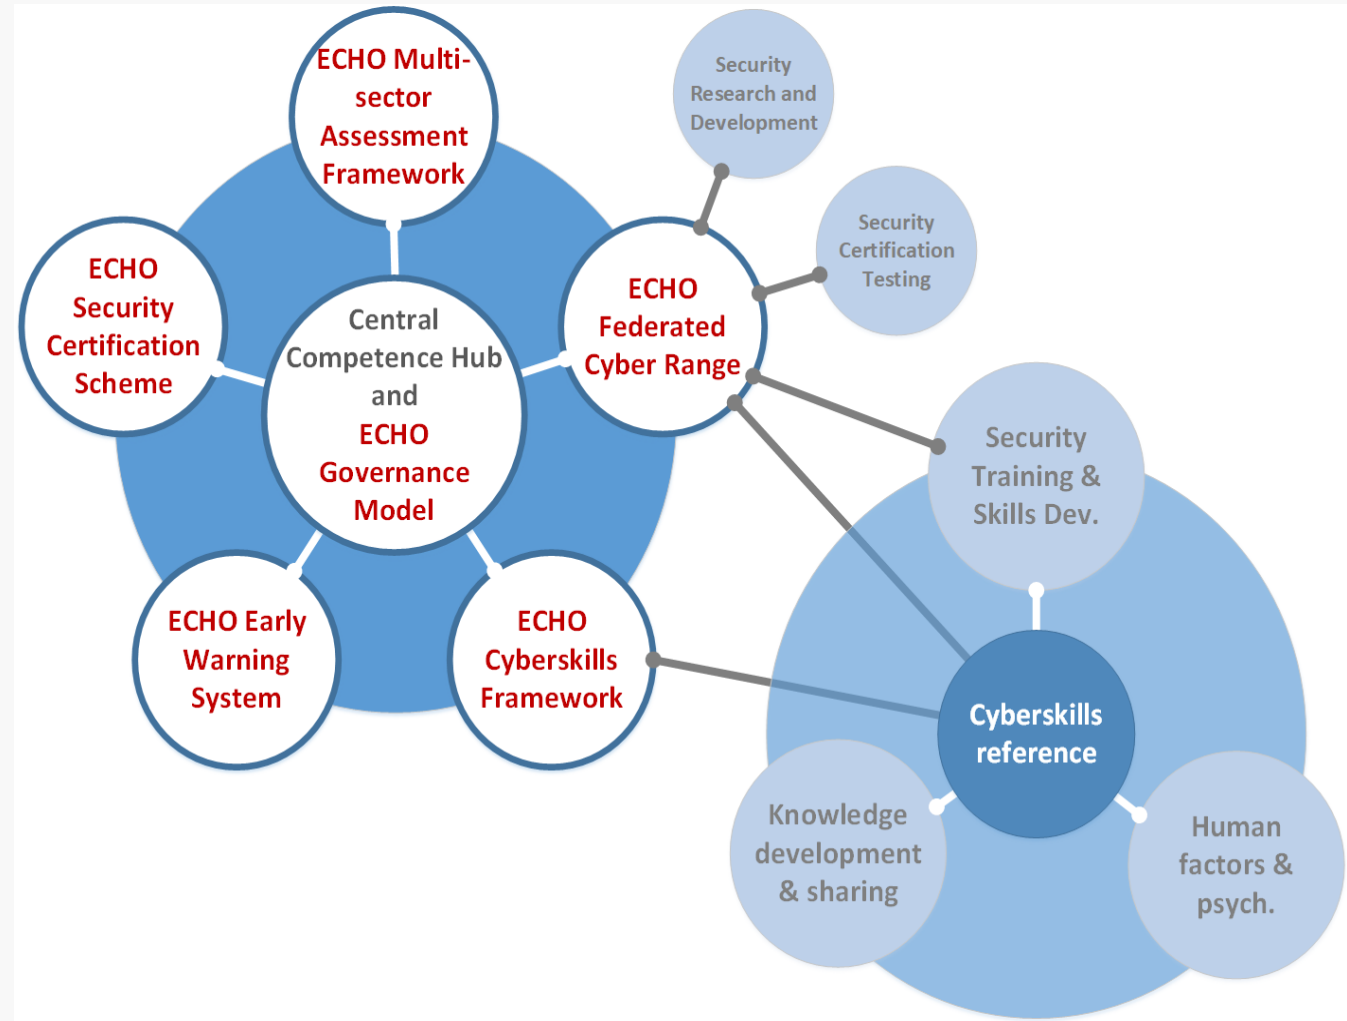 ECHO Multi-
sector
Assessment
Framework
Security
Research and
Development
Security
Certification
Testing
ECHO
Security
Certification
Scheme
Central
Competence Hub
and
ECHO
Governance
Model
ECHO
Federated
Cyber Range
Security
Training &
Skills Dev.
ECHO Early
Warning
System
ECHO
Cyberskills
Framework
Cyberskills
reference
Knowledge
development
& sharing
Human
factors &
psych.